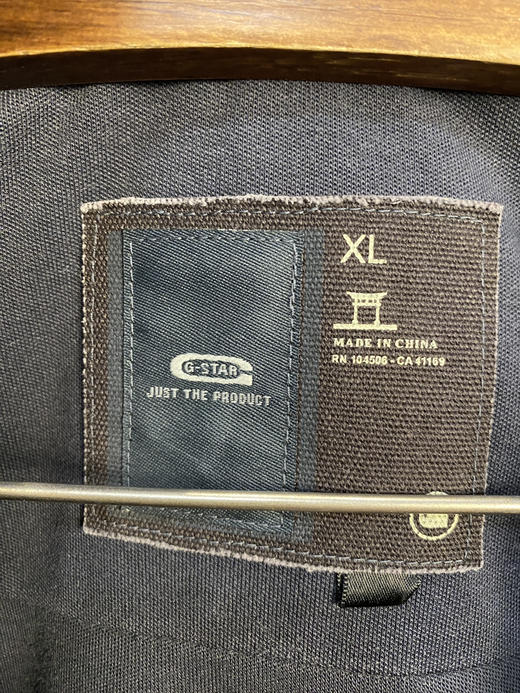 G-STAR
JUST THE PRODUCT
XL
MADE IN CHINA
RN 104506 - CA 41169